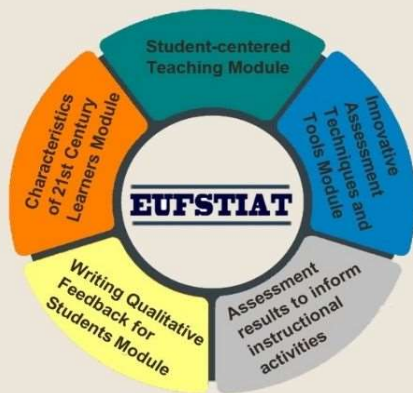 Student-centered
Teaching Module
Innovative
Assessment
Techniques and
Tools Module
Assessment
results to inform
instructional
activities
Writing Qualitative
Feedback for
Students Module
Characteristics
of 21st Century
Learners Module
EUFSTIAT